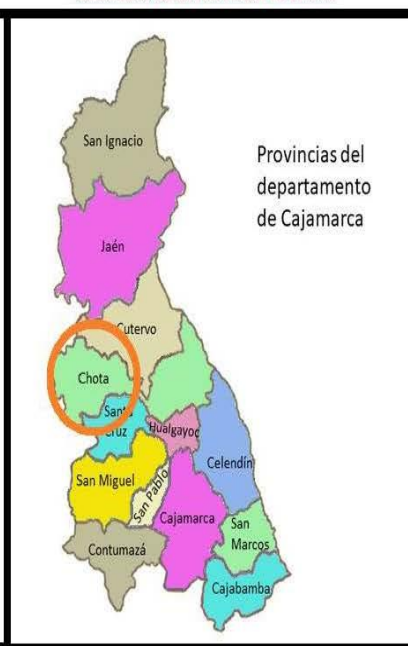 Provincias del
departamento
de Cajamarca
San Ignacio
Jaén
Cutervo
Chota
Santa
Cruz
Hualgayoc
Celendín
San Miguel
San Pablo
Cajamarca
San
Marcos
Contumazá
Cajabamba